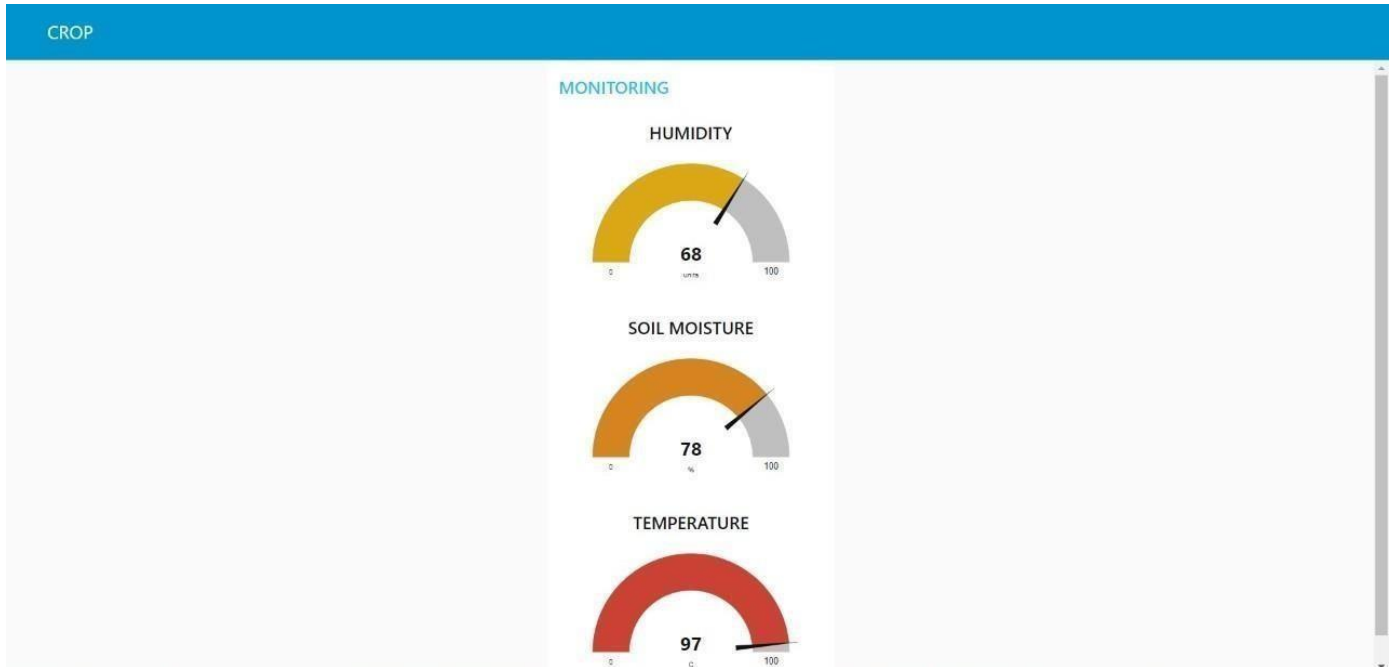 CROP
MONITORING
HUMIDITY
68
0 units 100
SOIL MOISTURE
78
0 % 100
TEMPERATURE
97
0 C 100